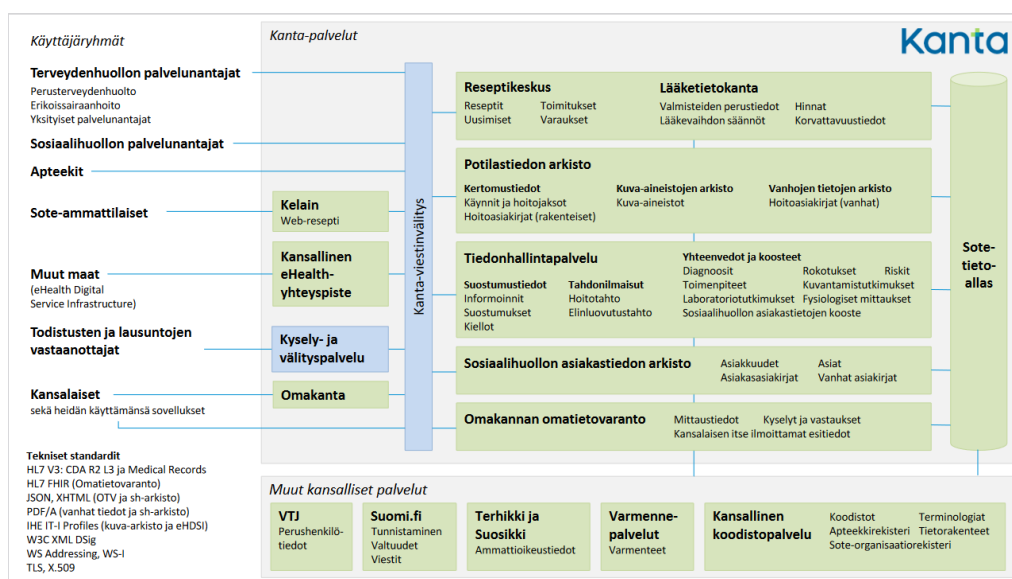 Käyttäjäryhmät
Terveydenhuollon palvelunantajat
Perusterveydenhuolto
Erikoissairaanhoito
Yksityiset palvelunantajat
Sosiaalihuollon palvelunantajat
Apteekit
Sote-ammattilaiset
Muut maat
(eHealth Digital
Service Infrastructure)
Todistusten ja lausuntojen
vastaanottajat
Kansalaiset
sekä heidän käyttämänsä sovellukset
Tekniset standardit
HL7 V3: CDA R2 L3 ja Medical Records
HL7 FHIR (Omatietovaranto)
JSON, XHTML (OTV ja sh-arkisto)
PDF/A (vanhat tiedot ja sh-arkisto)
IHE IT-I Profiles (kuva-arkisto ja eHDSI)
W3C XML DSig
WS Addressing, WS-I
TLS, X.509
Kanta-palvelut
Kanta
Kelain
Web-resepti
Kansallinen
eHealth-
yhteyspiste
Kysely- ja
välityspalvelu
Omakanta
Kanta-viestinvälitys
Reseptikeskus
Reseptit Toimitukset
Uusimiset Varaukset
Lääketietokanta
Valmisteiden perustiedot Hinnat
Lääkevaihdon säännöt Korvattavuustiedot
Potilastiedon arkisto
Kertomustiedot
Käynnit ja hoitojaksot
Hoitoasiakirjat (rakenteiset)
Kuva-aineistojen arkisto
Kuva-aineistot
Vanhojen tietojen arkisto
Hoitoasiakirjat (vanhat)
Tiedonhallintapalvelu
Suostumustiedot
Informoinnit
Suostumukset
Kiellot
Tahdonilmaisut
Hoitotahto
Elinluovutustahto
Yhteenvedot ja koosteet
Diagnoosit Rokotukset Riskit
Toimenpiteet Kuvantamistutkimukset
Laboratoriotutkimukset Fysiologiset mittaukset
Sosiaalihuollon asiakastietojen kooste
Sosiaalihuollon asiakastiedon arkisto
Asiakkuudet Asiat
Asiakasasiakirjat Vanhat asiakirjat
Omakannan omatietovaranto
Mittaustiedot Kyselyt ja vastaukset
Kansalaisen itse ilmoittamat esitiedot
Sote-
tieto-
allas
Muut kansalliset palvelut
VTJ
Perushenkilö-
tiedot
Suomi.fi
Tunnistaminen
Valtuudet
Viestit
Terhikki ja
Suosikki
Ammattioikeustiedot
Varmenne-
palvelut
Varmenteet
Kansallinen
koodistopalvelu
Koodistot Terminologiat
Apteekkirekisteri Tietorakenteet
Sote-organisaatiorekisteri